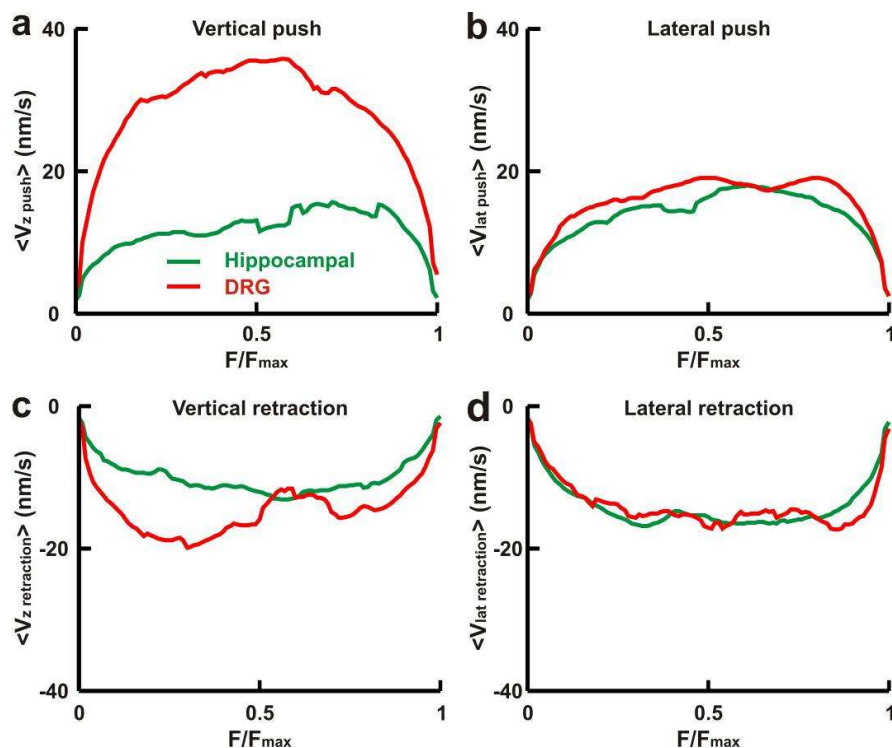 a
Vertical push
40
20
0
<Vz push> (nm/s)
Hippocampal
DRG
0
0.5
1
F/Fmax
b
Lateral push
40
20
0
<Vlat push> (nm/s)
0
0.5
1
F/Fmax
c
Vertical retraction
0
-20
-40
<Vz retraction> (nm/s)
0
0.5
1
F/Fmax
d
Lateral retraction
0
-20
-40
<Vlat retraction> (nm/s)
0
0.5
1
F/Fmax